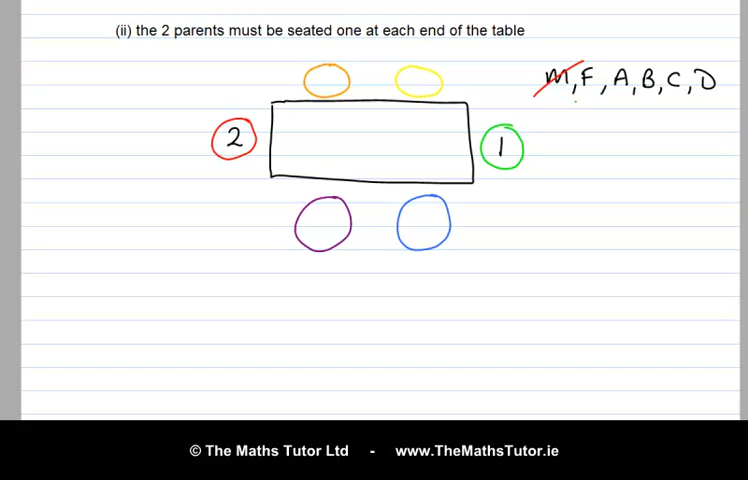 (ii) the 2 parents must be seated one at each end of the table
M, F, A, B, C, D
2
1
© The Maths Tutor Ltd - www.TheMathsTutor.ie